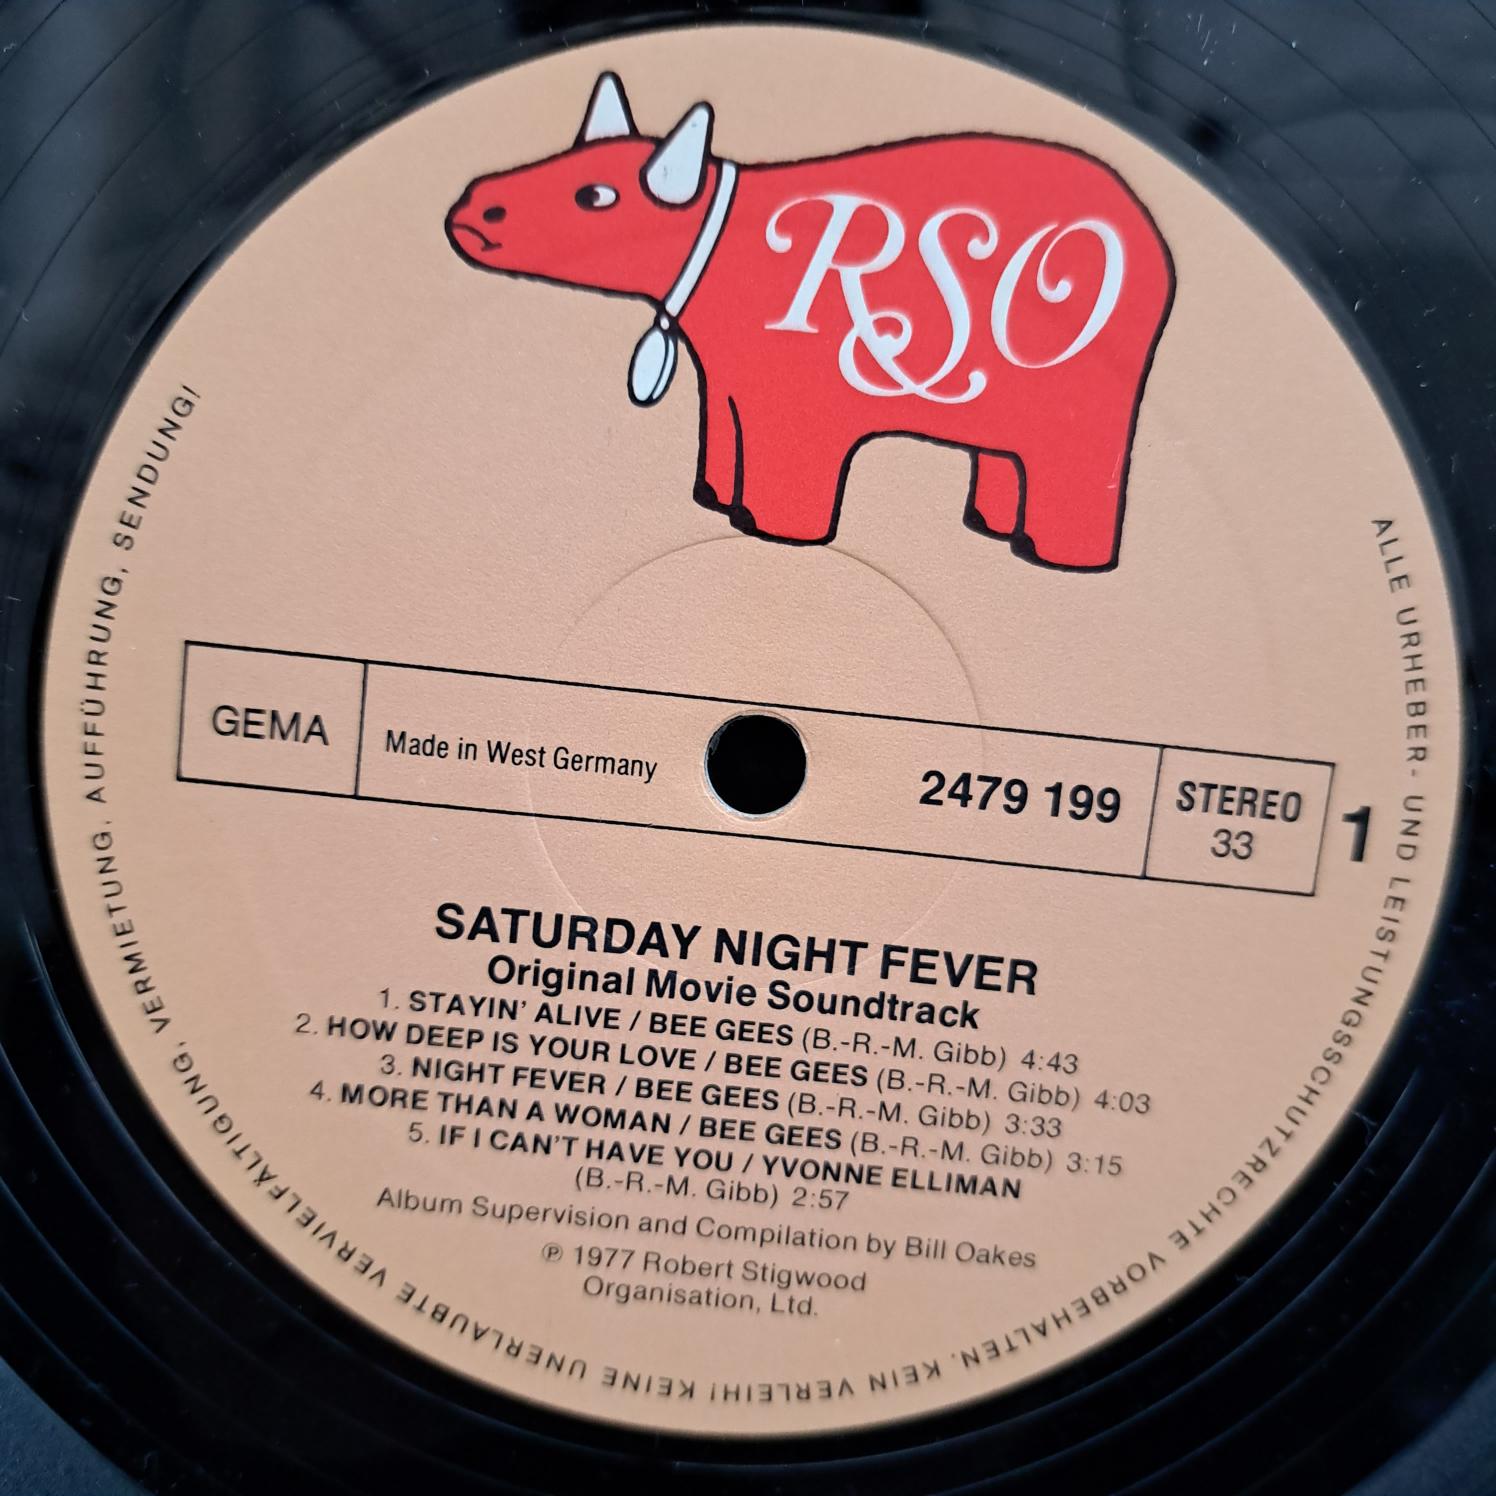 RSO
GEMA
Made in West Germany
2479 199
STEREO
33
1
SATURDAY NIGHT FEVER
Original Movie Soundtrack
1. STAYIN' ALIVE / BEE GEES (B.-R.-M. Gibb) 4:43
2. HOW DEEP IS YOUR LOVE / BEE GEES (B.-R.-M. Gibb) 4:03
3. NIGHT FEVER / BEE GEES (B.-R.-M. Gibb) 3:33
4. MORE THAN A WOMAN / BEE GEES (B.-R.-M. Gibb) 3:15
5. IF I CAN'T HAVE YOU / YVONNE ELLIMAN
(B.-R.-M. Gibb) 2:57
Album Supervision and Compilation by Bill Oakes
℗ 1977 Robert Stigwood
Organisation, Ltd.
ALLE URHEBER- UND LEISTUNGSSCHUTZRECHTE VORBEHALTEN. KEIN VERLEIH! KEINE UNERLAUBTE VERVIELFÄLTIGUNG, VERMIETUNG. AUFFÜHRUNG, SENDUNG!